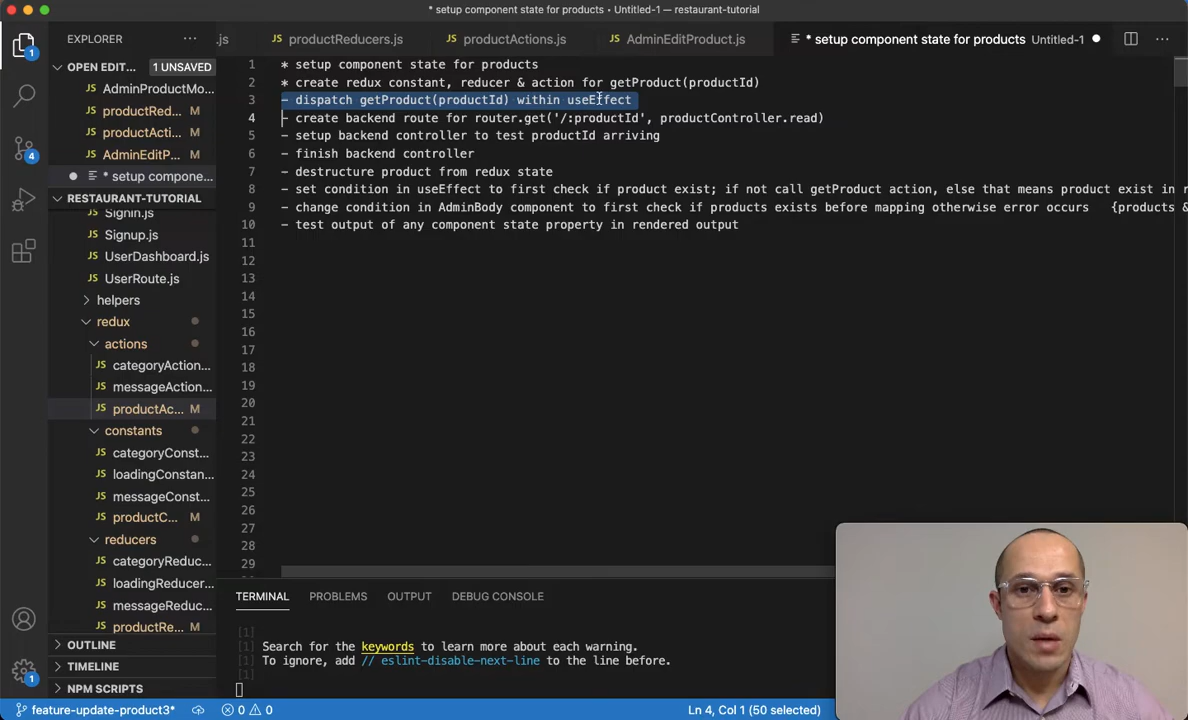 * setup component state for products • Untitled-1 — restaurant-tutorial
EXPLORER
.js
productReducers.js
productActions.js
AdminEditProduct.js
* setup component state for products Untitled-1
OPEN EDIT... 1 UNSAVED
AdminProductMo...
productRed... M
productActi... M
AdminEditP... M
* setup compone...
RESTAURANT-TUTORIAL
Signin.js
Signup.js
UserDashboard.js
UserRoute.js
helpers
redux
actions
categoryAction...
messageAction...
productAc... M
constants
categoryConst...
loadingConstan...
messageConst...
productC... M
reducers
categoryReduc...
loadingReducer...
messageReduc...
productRe... M
OUTLINE
TIMELINE
NPM SCRIPTS
1 * setup component state for products
2 * create redux constant, reducer & action for getProduct(productId)
3 - dispatch getProduct(productId) within useEffect
4 - create backend route for router.get('/:productId', productController.read)
5 - setup backend controller to test productId arriving
6 - finish backend controller
7 - destructure product from redux state
8 - set condition in useEffect to first check if product exist; if not call getProduct action, else that means product exist in r
9 - change condition in AdminBody component to first check if products exists before mapping otherwise error occurs {products &
10 - test output of any component state property in rendered output
11
12
13
14
15
16
17
18
19
20
21
22
23
24
25
26
27
28
29
TERMINAL PROBLEMS OUTPUT DEBUG CONSOLE
[1]
[1] Search for the keywords to learn more about each warning.
[1] To ignore, add // eslint-disable-next-line to the line before.
[1]
1
4
1
feature-update-product3* 0 0 Ln 4, Col 1 (50 selected)